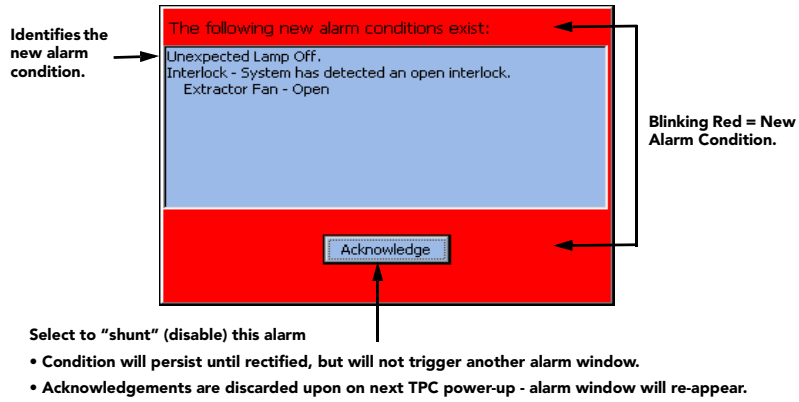 The following new alarm conditions exist:
Identifies the
new alarm
condition.
Unexpected Lamp Off.
Interlock - System has detected an open interlock.
Extractor Fan - Open
Blinking Red = New
Alarm Condition.
Acknowledge
Select to “shunt” (disable) this alarm
• Condition will persist until rectified, but will not trigger another alarm window.
• Acknowledgements are discarded upon on next TPC power-up - alarm window will re-appear.